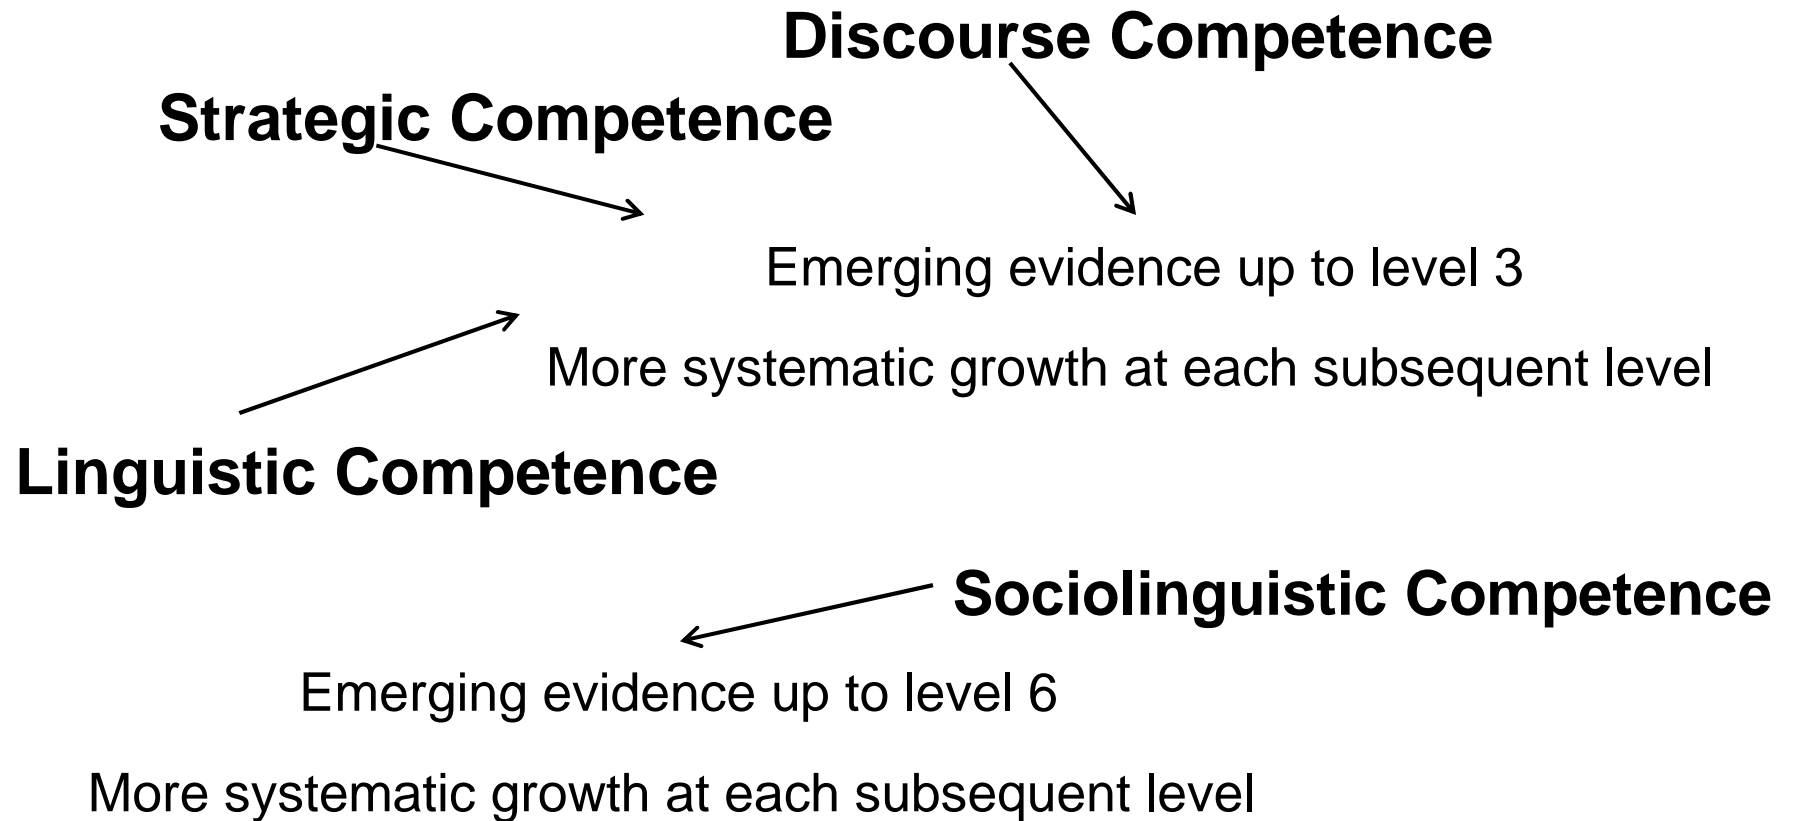 Discourse Competence
Strategic Competence
Emerging evidence up to level 3
More systematic growth at each subsequent level
Linguistic Competence
Sociolinguistic Competence
Emerging evidence up to level 6
More systematic growth at each subsequent level